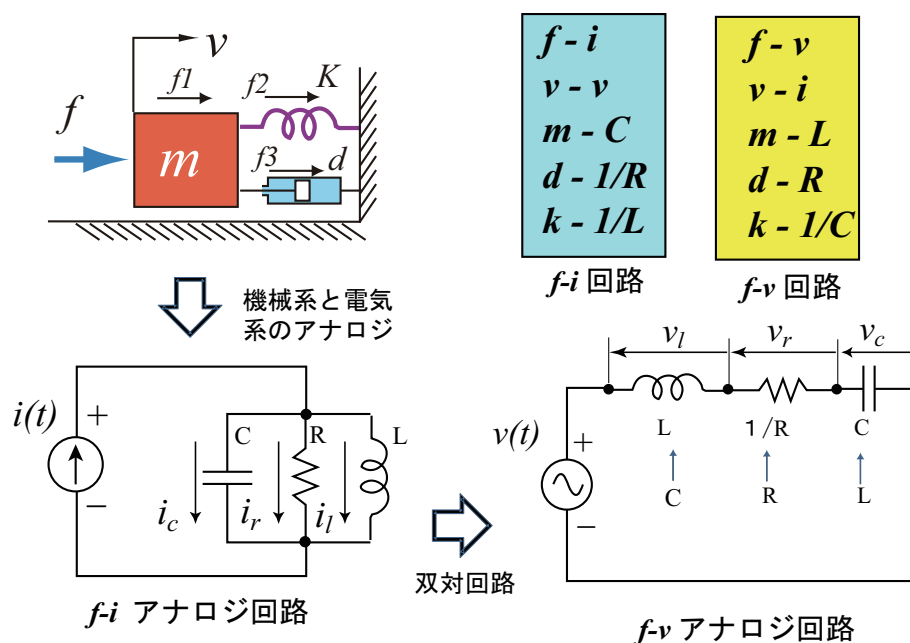 v
f1
f2
K
f
m
f3
d
f - i
v - v
m - C
d - 1/R
k - 1/L
f-i 回路
f - v
v - i
m - L
d - R
k - 1/C
f-v 回路
機械系と電気
系のアナロジ
i(t)
+
−
C
R
L
i_c
i_r
i_l
f-i アナロジ回路
双対回路
v_l
v_r
v_c
v(t)
+
−
L
1/R
C
C
R
L
f-v アナロジ回路